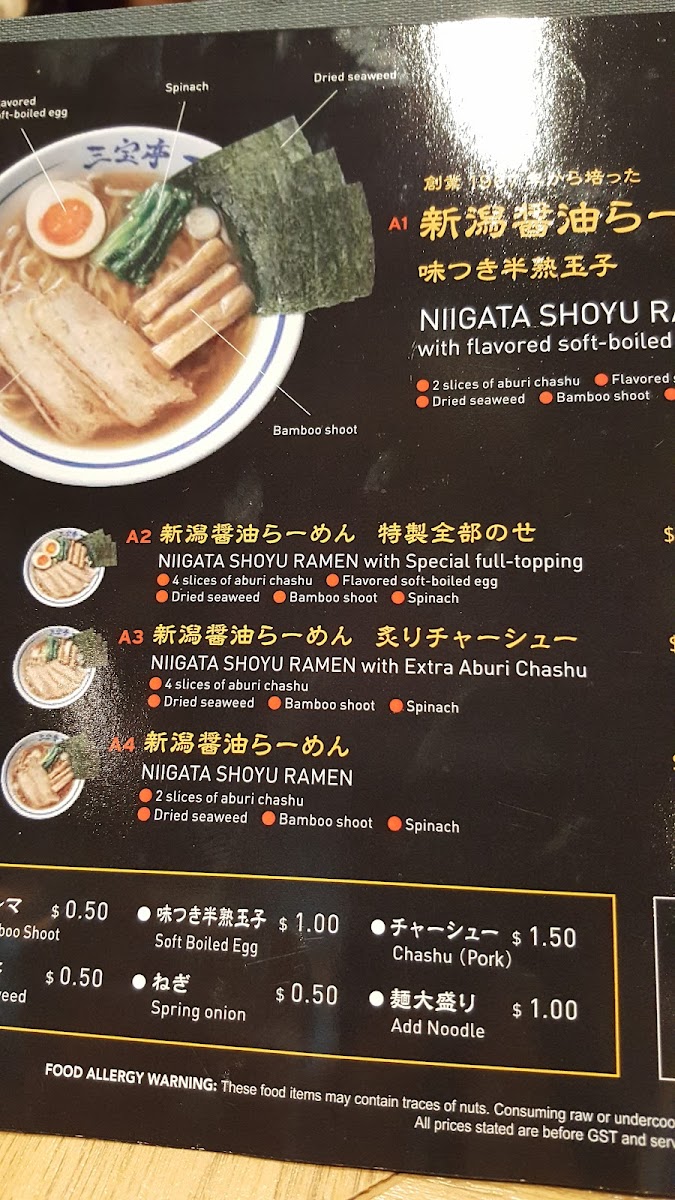 Dried seaweed
Spinach
oft-boiled egg
三宝亭
創業 から培った
A1 新潟醤油らー
味つき半熟玉子
NIIGATA SHOYU RA
with flavored soft-boiled
2 slices of aburi chashu Flavored s
Dried seaweed Bamboo shoot
Bamboo shoot
A2 新潟醤油らーめん 特製全部のせ $
NIIGATA SHOYU RAMEN with Special full-topping
4 slices of aburi chashu Flavored soft-boiled egg
Dried seaweed Bamboo shoot Spinach
A3 新潟醤油らーめん 炙りチャーシュー
NIIGATA SHOYU RAMEN with Extra Aburi Chashu
4 slices of aburi chashu
Dried seaweed Bamboo shoot Spinach
A4 新潟醤油らーめん
NIIGATA SHOYU RAMEN
2 slices of aburi chashu
Dried seaweed Bamboo shoot Spinach
マ $ 0.50 味つき半熟玉子 $ 1.00 チャーシュー $ 1.50
boo Shoot Soft Boiled Egg Chashu (Pork)
$ 0.50 ねぎ $ 0.50 麺大盛り $ 1.00
weed Spring onion Add Noodle
FOOD ALLERGY WARNING: These food items may contain traces of nuts. Consuming raw or undercoo
All prices stated are before GST and serv